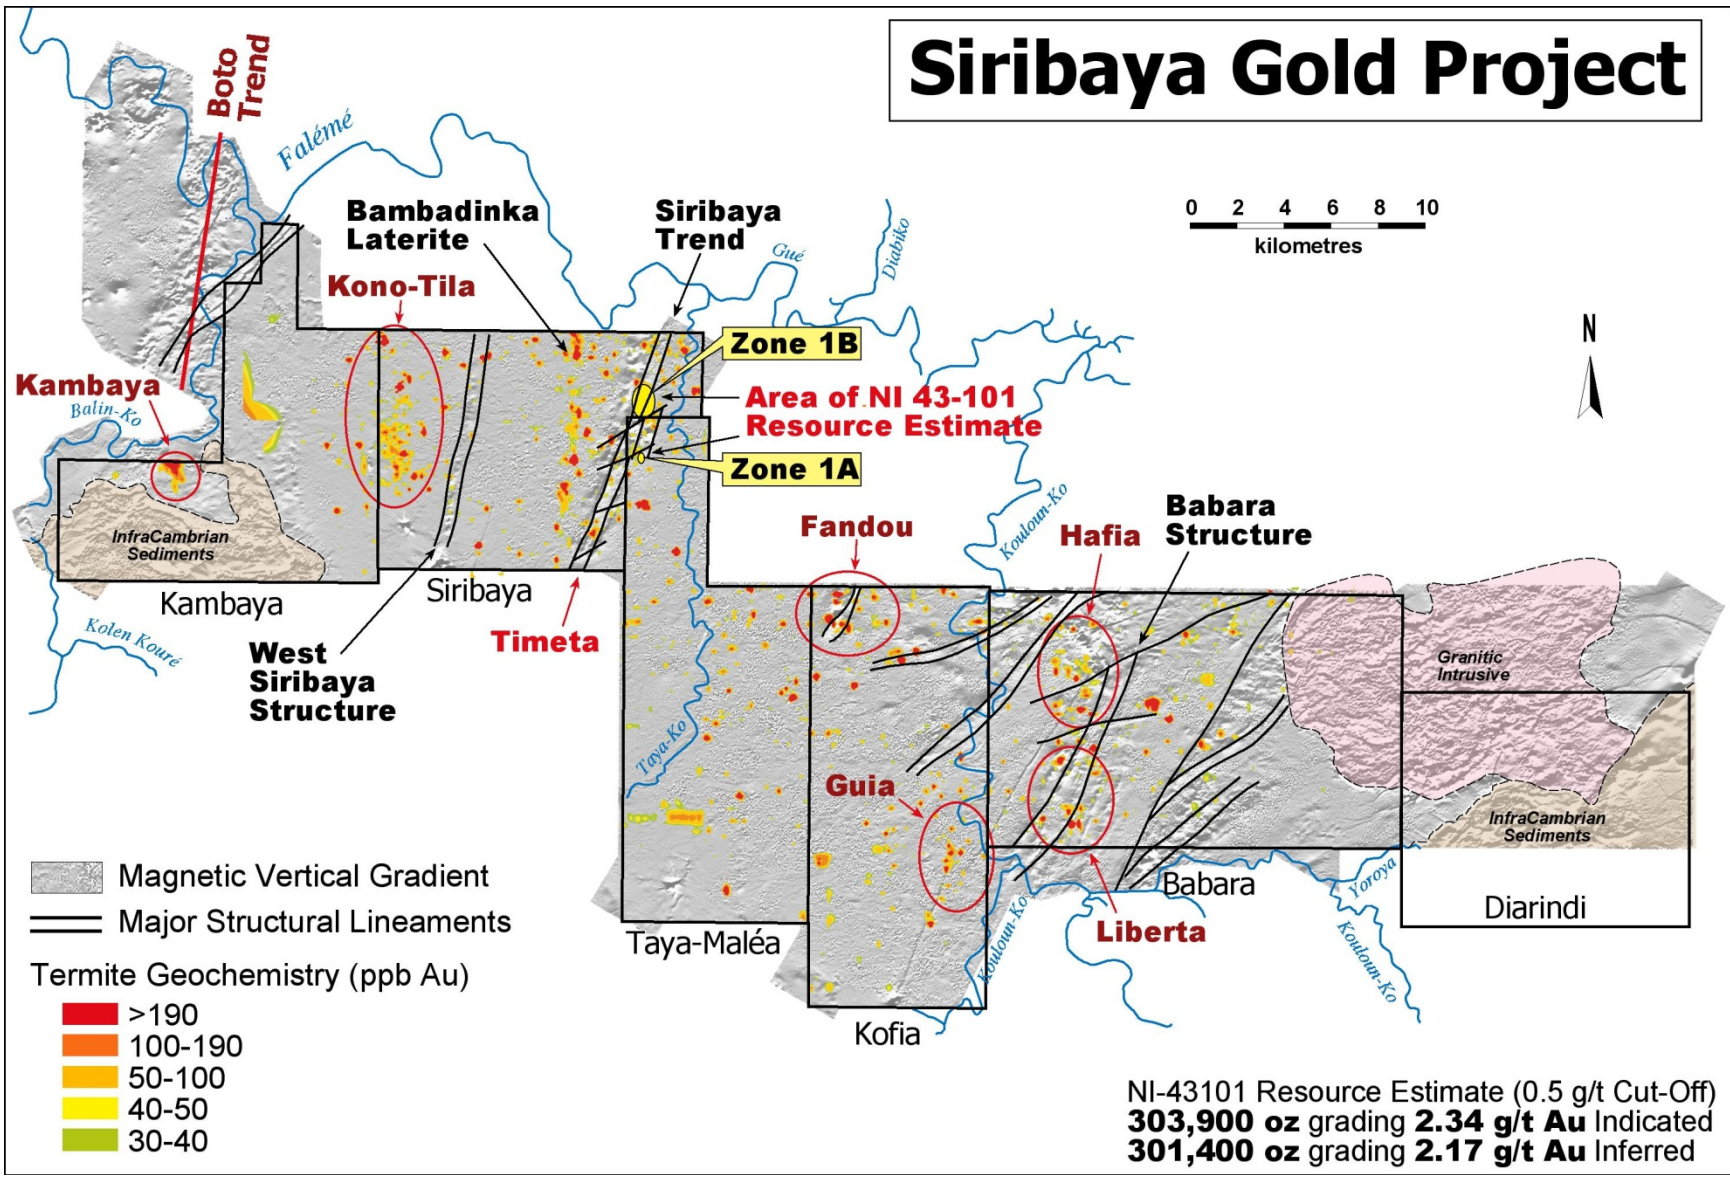 Siribaya Gold Project
Boto
Trend
Falémé
Bambadinka
Laterite
Siribaya
Trend
Gué
Diabiko
0 2 4 6 8 10
kilometres
N
Kono-Tila
Kambaya
Balin-Ko
Zone 1B
Area of NI 43-101
Resource Estimate
Zone 1A
InfraCambrian
Sediments
Kambaya
Siribaya
Kolen Kouré
West
Siribaya
Structure
Timeta
Fandou
Kouloun-Ko
Hafia
Babara
Structure
Granitic
Intrusive
Taya-Ko
Guia
InfraCambrian
Sediments
Yoroya
Babara
Diarindi
Liberta
Kouloun-Ko
Kouloun-Ko
Taya-Maléa
Kofia
Magnetic Vertical Gradient
Major Structural Lineaments
Termite Geochemistry (ppb Au)
>190
100-190
50-100
40-50
30-40
NI-43101 Resource Estimate (0.5 g/t Cut-Off)
303,900 oz grading 2.34 g/t Au Indicated
301,400 oz grading 2.17 g/t Au Inferred